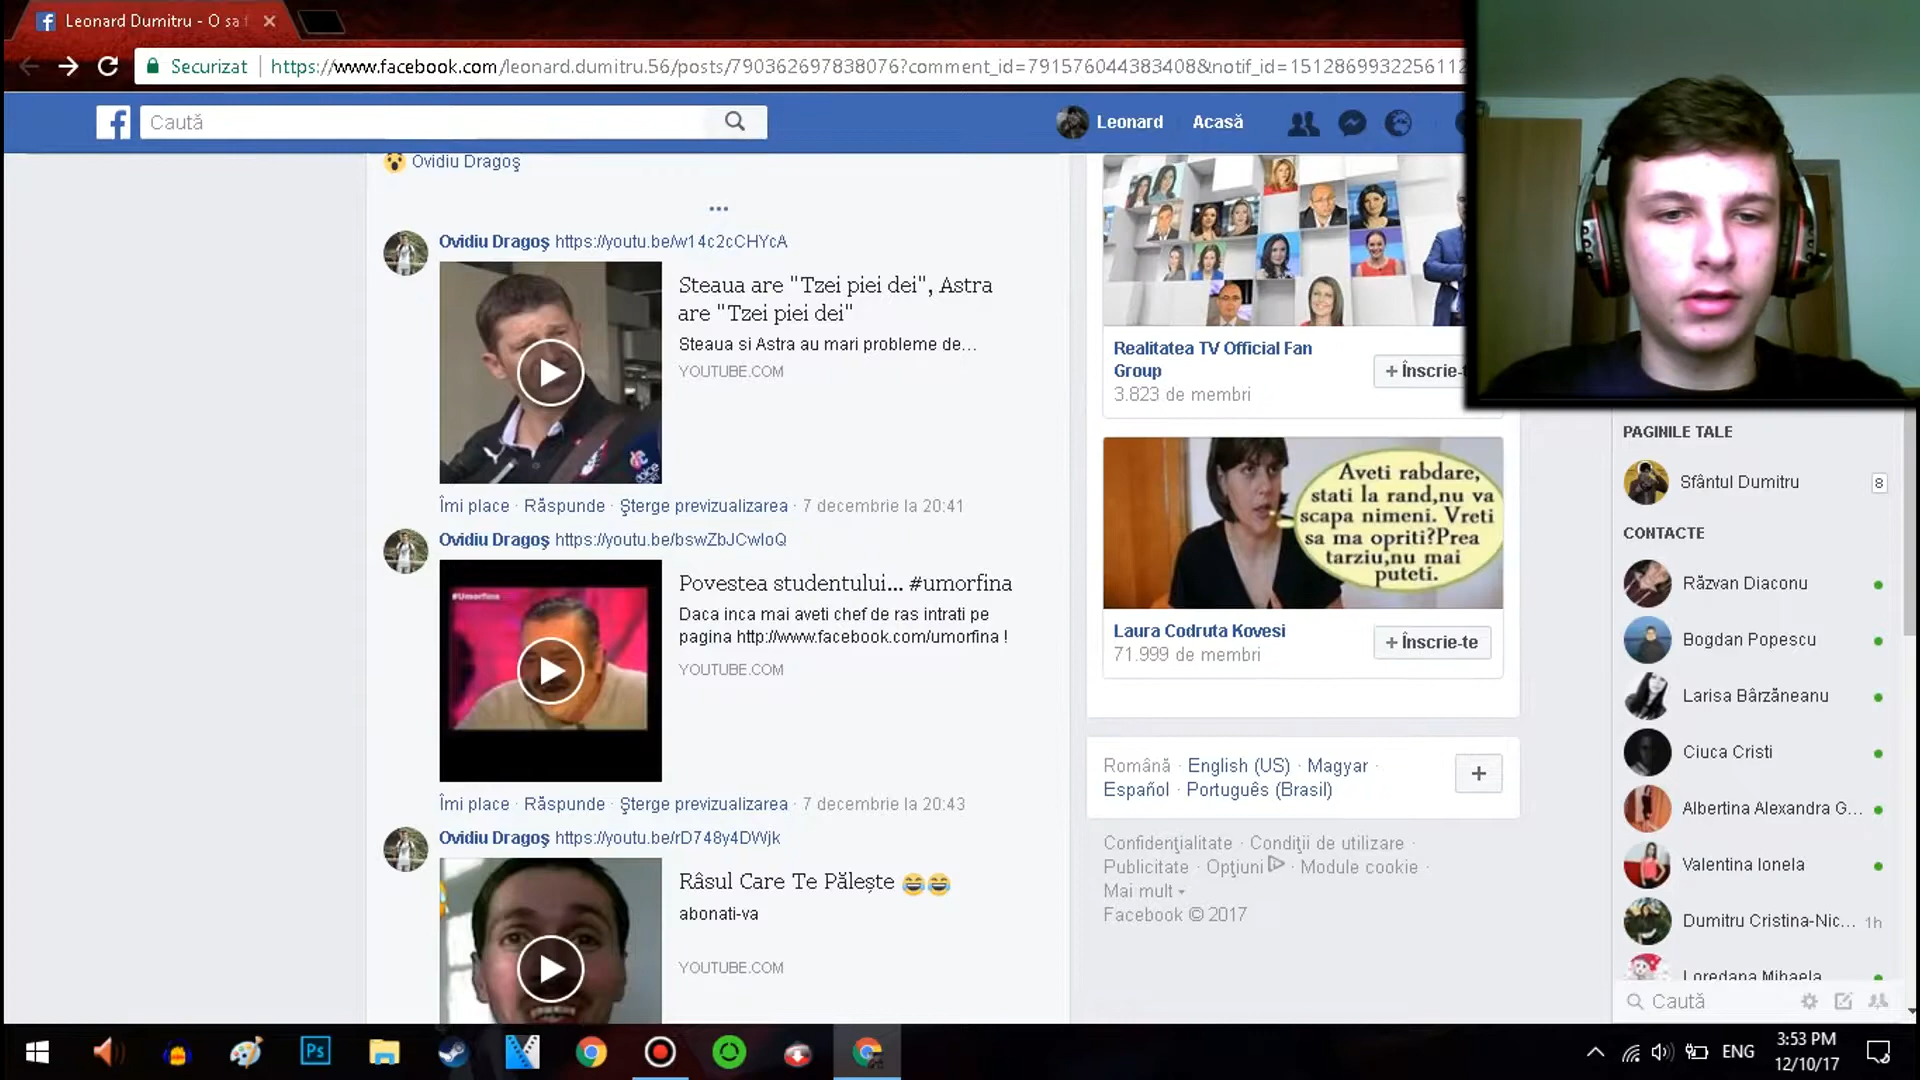 Leonard Dumitru - O sa f
Securizat
https://www.facebook.com/leonard.dumitru.56/posts/790362697838076?comment_id=791576044383408&notif_id=1512869932256112
Caută
Leonard
Acasă
Ovidiu Dragoş
...
Ovidiu Dragoş https://youtu.be/w14c2cCHYcA
Steaua are "Tzei piei dei", Astra
are "Tzei piei dei"
Steaua si Astra au mari probleme de...
YOUTUBE.COM
Îmi place · Răspunde · Şterge previzualizarea · 7 decembrie la 20:41
Ovidiu Dragoş https://youtu.be/bswZbJCwIoQ
#Umorfina
Povestea studentului... #umorfina
Daca inca mai aveti chef de ras intrati pe
pagina http://www.facebook.com/umorfina !
YOUTUBE.COM
Îmi place · Răspunde · Şterge previzualizarea · 7 decembrie la 20:43
Ovidiu Dragoş https://youtu.be/rD748y4DWjk
Râsul Care Te Pălește 😂😂
abonati-va
YOUTUBE.COM
Realitatea TV Official Fan
Group
3.823 de membri
+ Înscrie-t
Aveti rabdare,
stati la rand,nu va
scapa nimeni. Vreti
sa ma opriti?Prea
tarziu,nu mai
puteti.
Laura Codruta Kovesi
71.999 de membri
+ Înscrie-te
Română · English (US) · Magyar ·
Español · Português (Brasil)
+
Confidenţialitate · Condiţii de utilizare ·
Publicitate · Opţiuni · Module cookie ·
Mai mult
Facebook © 2017
PAGINILE TALE
Sfântul Dumitru
8
CONTACTE
Răzvan Diaconu
Bogdan Popescu
Larisa Bârzăneanu
Ciuca Cristi
Albertina Alexandra G...
Valentina Ionela
Dumitru Cristina-Nic...
1h
Loredana Mihaela
Caută
Ps
ENG
3:53 PM
12/10/17